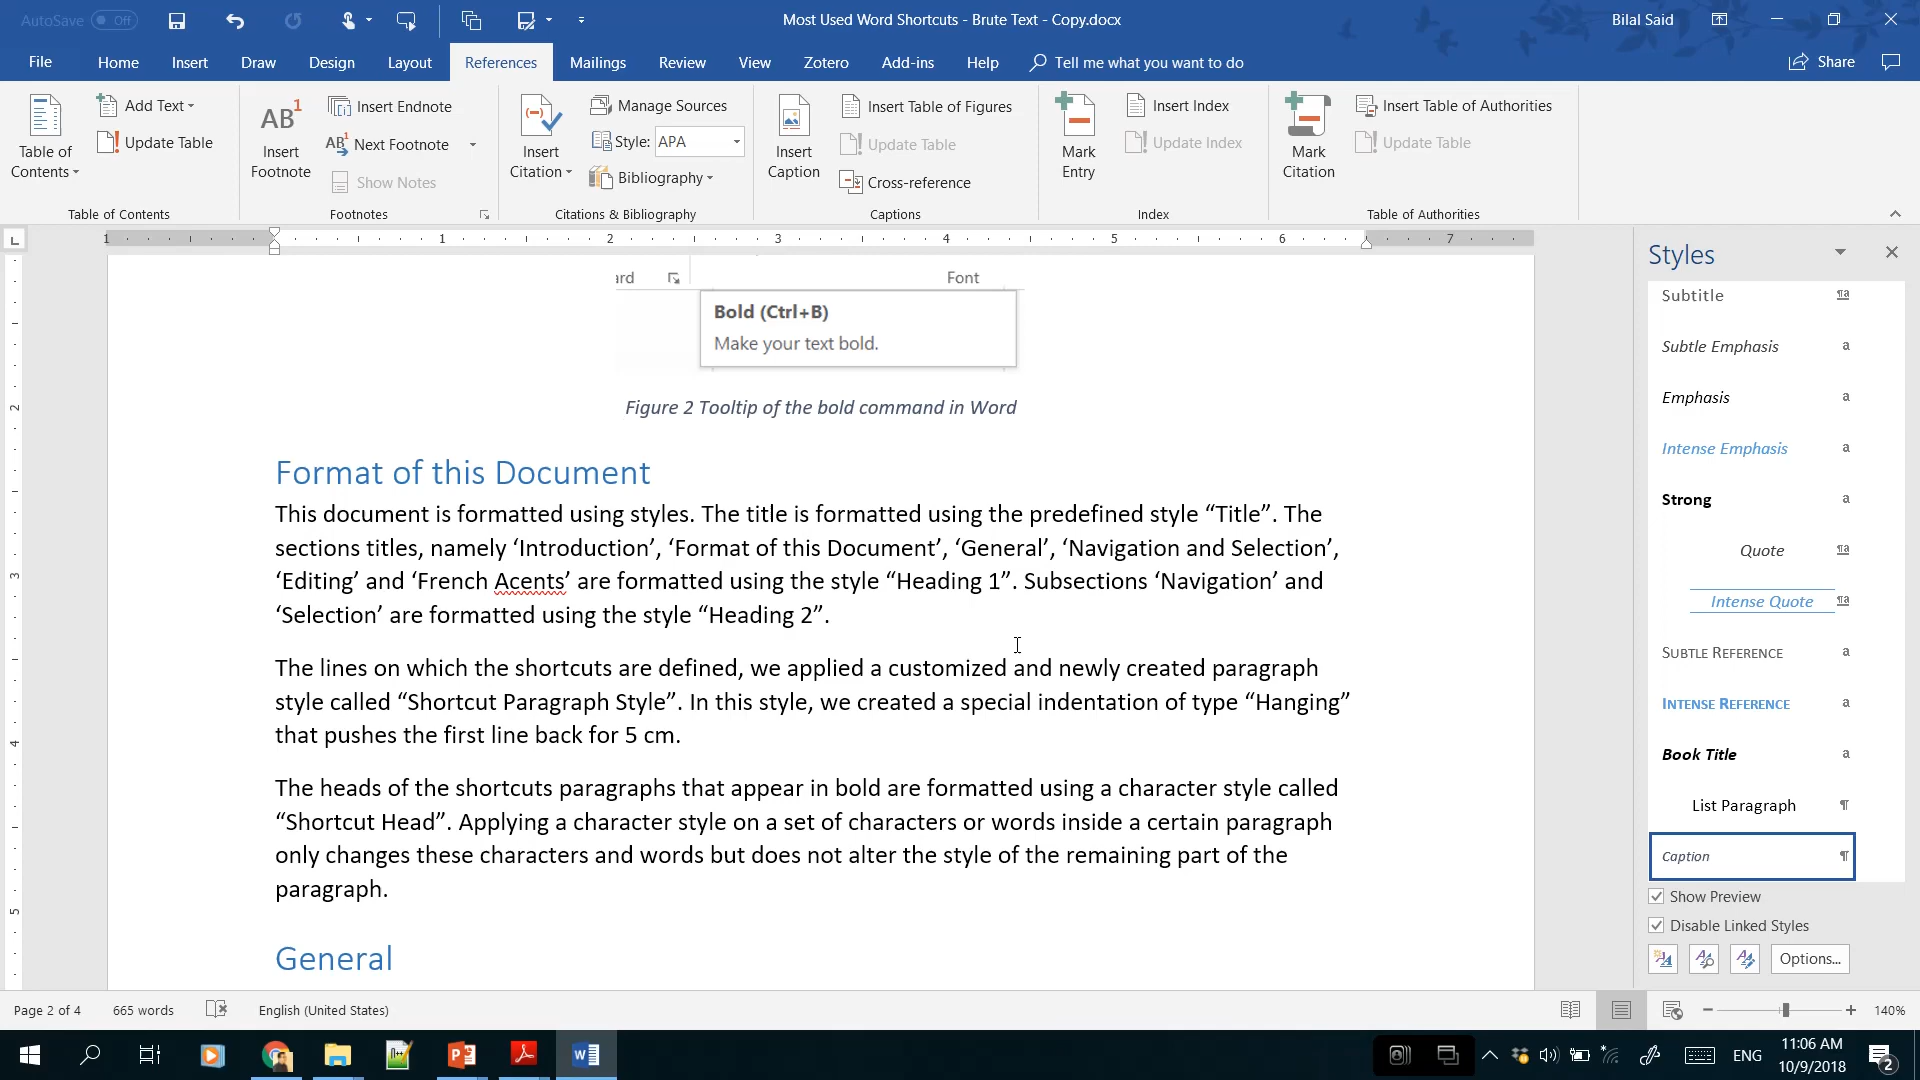 AutoSave Off
Most Used Word Shortcuts - Brute Text - Copy.docx
Bilal Said
File Home Insert Draw Design Layout References Mailings Review View Zotero Add-ins Help Tell me what you want to do Share
Table of Contents
Add Text
Update Table
Table of Contents
AB1
Insert Footnote
Insert Endnote
AB1 Next Footnote
Show Notes
Footnotes
Insert Citation
Manage Sources
Style: APA
Bibliography
Citations & Bibliography
Insert Caption
Insert Table of Figures
Update Table
Cross-reference
Captions
Mark Entry
Insert Index
Update Index
Index
Mark Citation
Insert Table of Authorities
Update Table
Table of Authorities
L
1 1 2 3 4 5 6 7
2
3
4
5
ard Font
Bold (Ctrl+B)
Make your text bold.
Figure 2 Tooltip of the bold command in Word
Format of this Document
This document is formatted using styles. The title is formatted using the predefined style “Title”. The
sections titles, namely ‘Introduction’, ‘Format of this Document’, ‘General’, ‘Navigation and Selection’,
‘Editing’ and ‘French Acents’ are formatted using the style “Heading 1”. Subsections ‘Navigation’ and
‘Selection’ are formatted using the style “Heading 2”.
The lines on which the shortcuts are defined, we applied a customized and newly created paragraph
style called “Shortcut Paragraph Style”. In this style, we created a special indentation of type “Hanging”
that pushes the first line back for 5 cm.
The heads of the shortcuts paragraphs that appear in bold are formatted using a character style called
“Shortcut Head”. Applying a character style on a set of characters or words inside a certain paragraph
only changes these characters and words but does not alter the style of the remaining part of the
paragraph.
General
Styles
Subtitle ¶a
Subtle Emphasis a
Emphasis a
Intense Emphasis a
Strong a
Quote ¶a
Intense Quote ¶a
SUBTLE REFERENCE a
INTENSE REFERENCE a
Book Title a
List Paragraph ¶
Caption ¶
Show Preview
Disable Linked Styles
Options...
Page 2 of 4 665 words English (United States) 140%
ENG
11:06 AM
10/9/2018
2